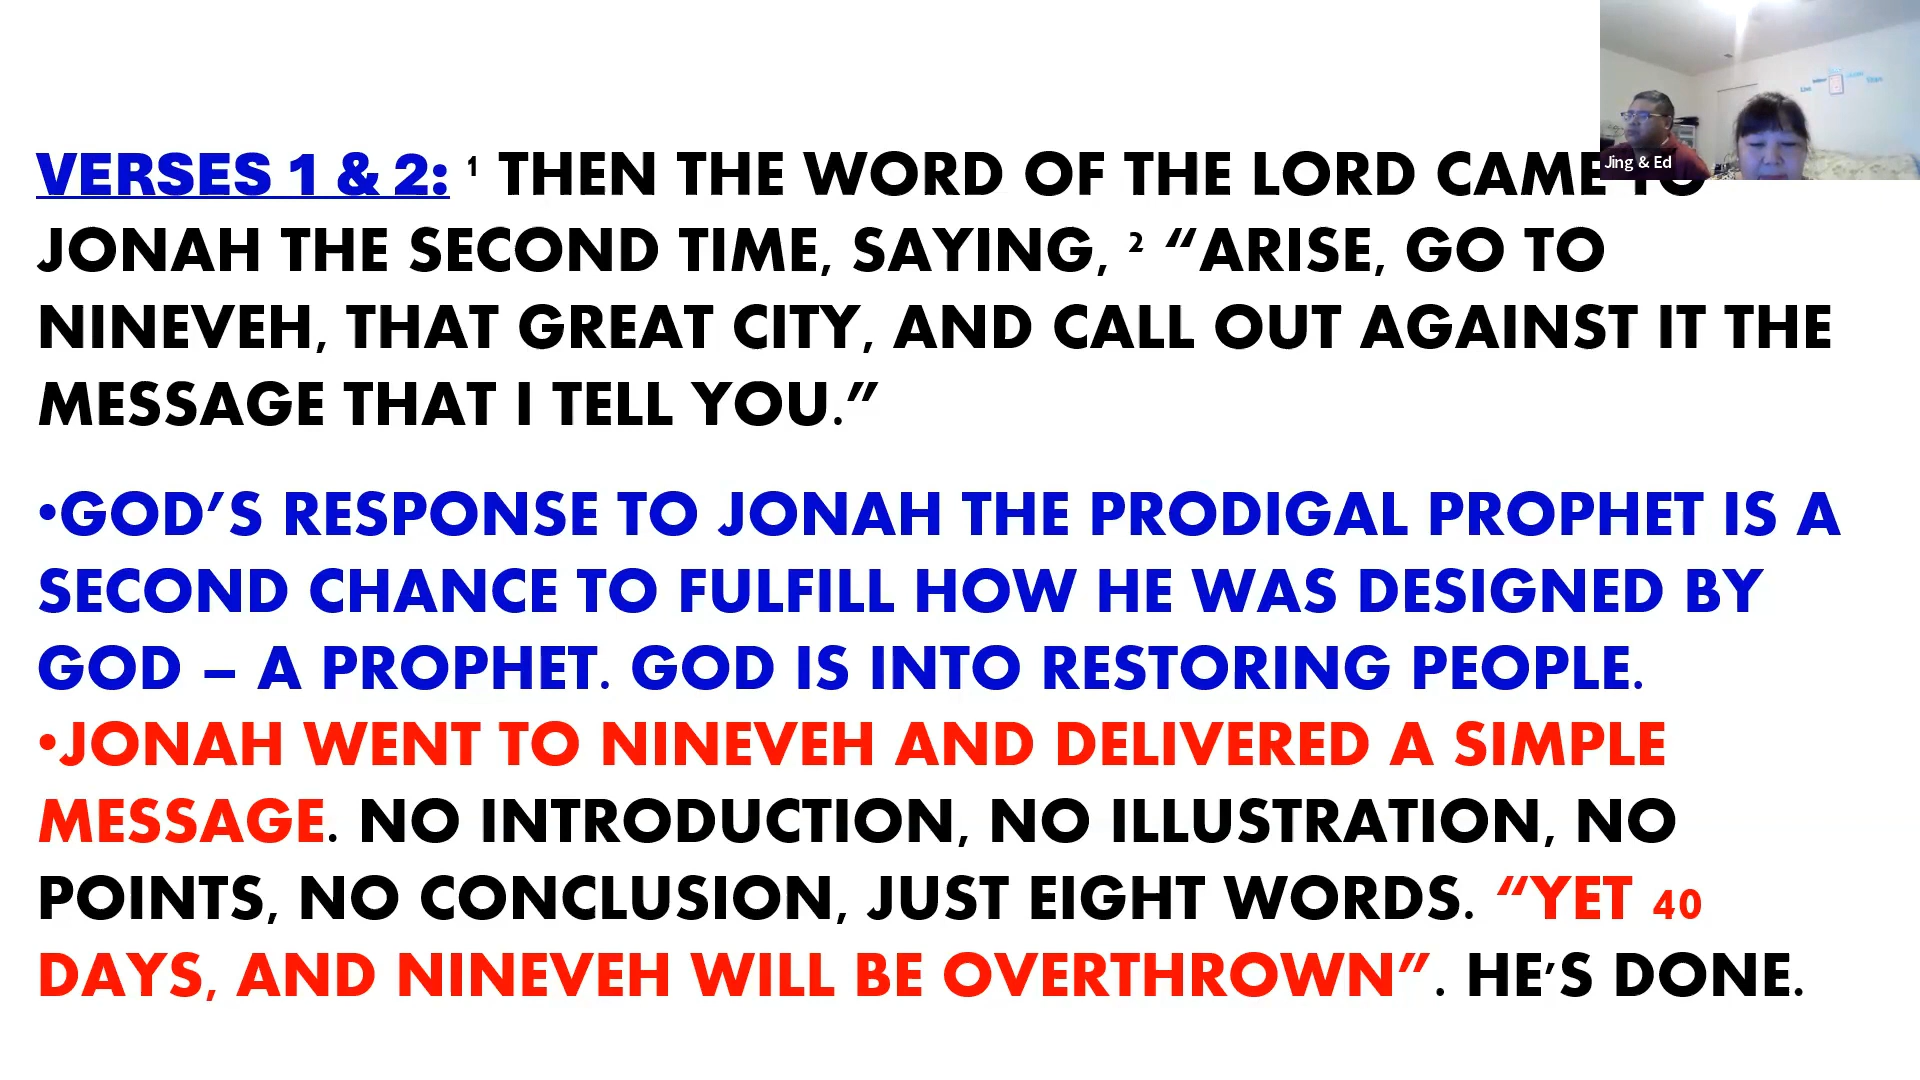 VERSES 1 & 2: ¹ THEN THE WORD OF THE LORD CAME TO
JONAH THE SECOND TIME, SAYING, ² “ARISE, GO TO
NINEVEH, THAT GREAT CITY, AND CALL OUT AGAINST IT THE
MESSAGE THAT I TELL YOU.”
•GOD’S RESPONSE TO JONAH THE PRODIGAL PROPHET IS A
SECOND CHANCE TO FULFILL HOW HE WAS DESIGNED BY
GOD – A PROPHET. GOD IS INTO RESTORING PEOPLE.
•JONAH WENT TO NINEVEH AND DELIVERED A SIMPLE
MESSAGE. NO INTRODUCTION, NO ILLUSTRATION, NO
POINTS, NO CONCLUSION, JUST EIGHT WORDS. “YET 40
DAYS, AND NINEVEH WILL BE OVERTHROWN”. HE’S DONE.
Jing & Ed